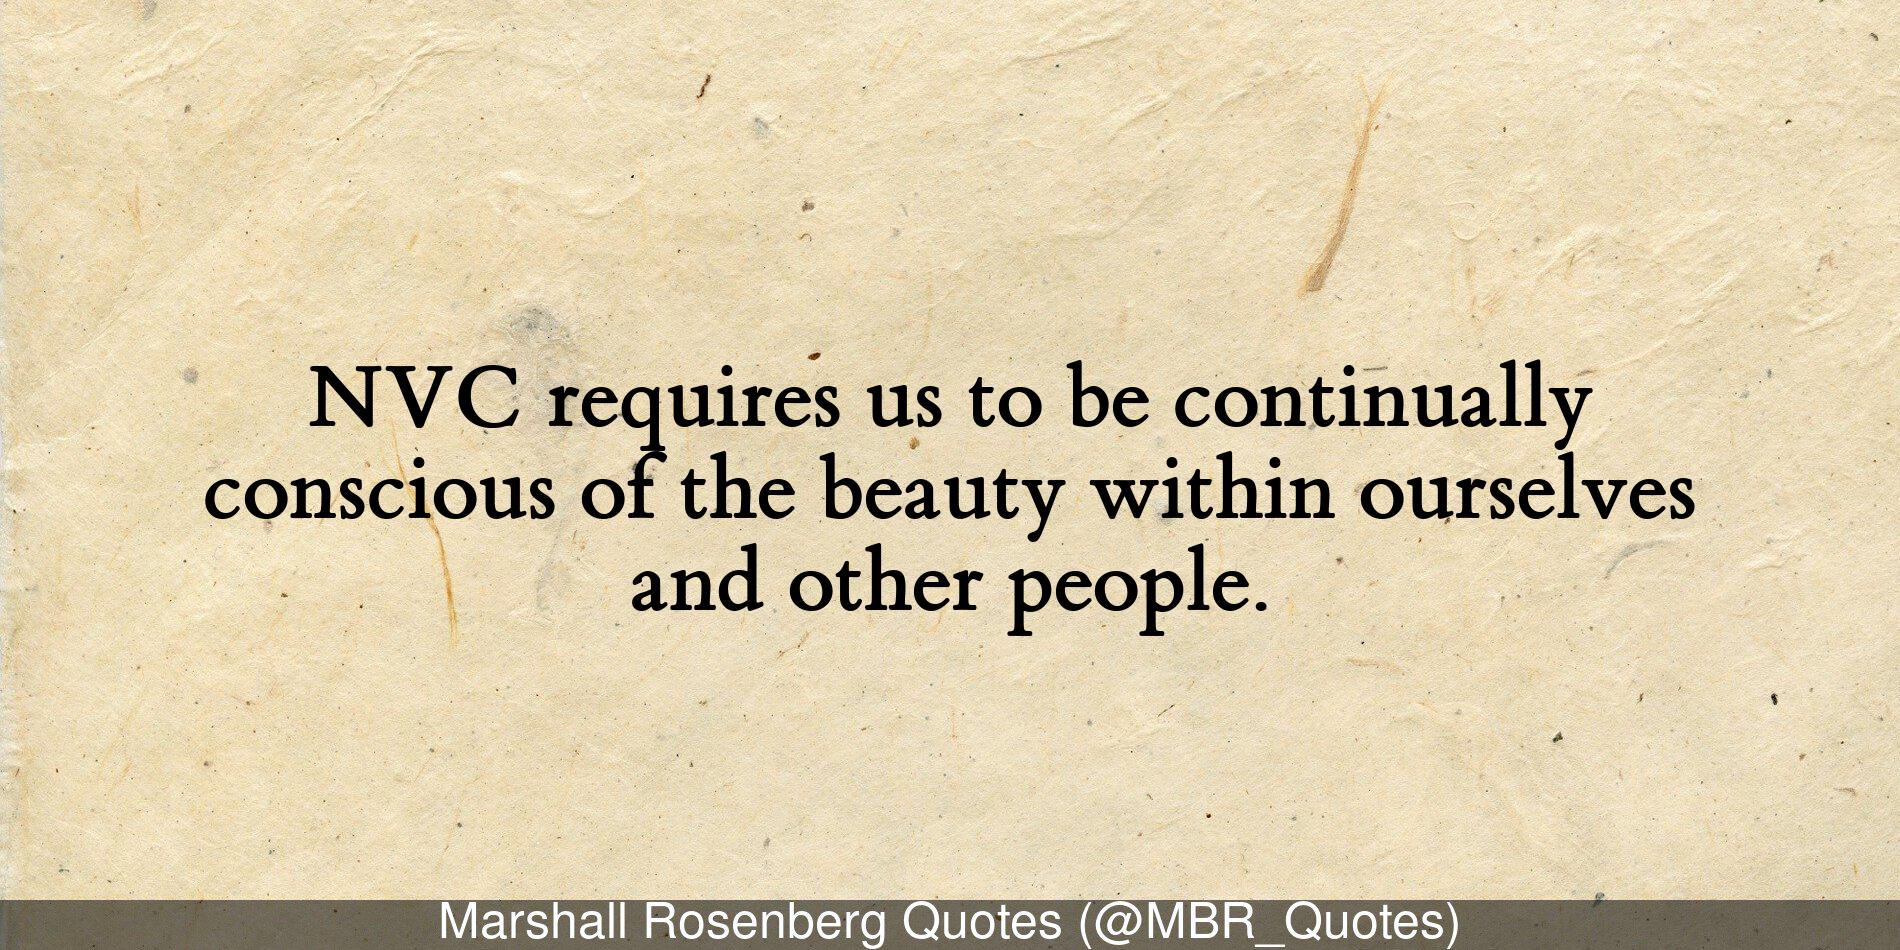 NVC requires us to be continually
conscious of the beauty within ourselves
and other people.
Marshall Rosenberg Quotes (@MBR_Quotes)